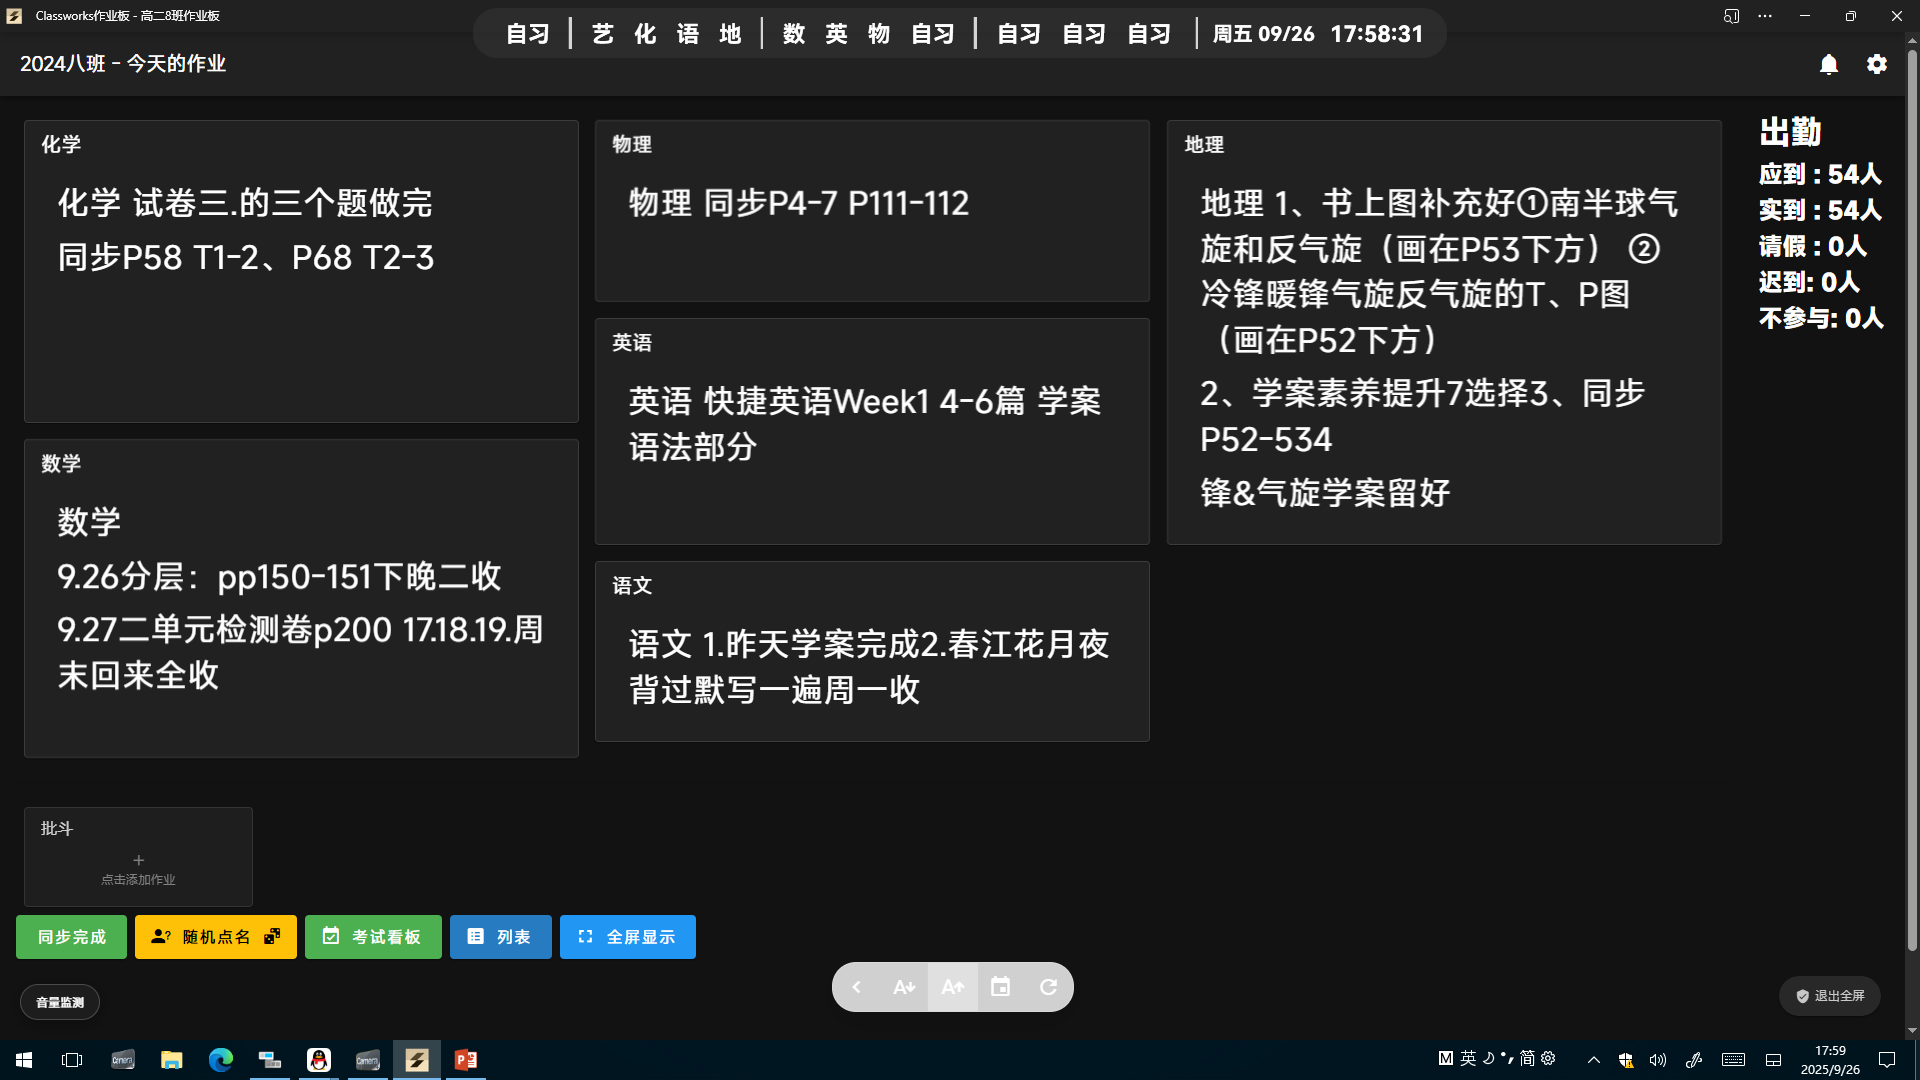 Classworks作业板 - 高二8班作业板
自习 | 艺 化 语 地 | 数 英 物 自习 | 自习 自习 自习 | 周五 09/26 17:58:31
2024八班 - 今天的作业
化学
化学 试卷三.的三个题做完
同步P58 T1-2、P68 T2-3
数学
数学
9.26分层：pp150-151下晚二收
9.27二单元检测卷p200 17.18.19.周
末回来全收
物理
物理 同步P4-7 P111-112
英语
英语 快捷英语Week1 4-6篇 学案
语法部分
语文
语文 1.昨天学案完成2.春江花月夜
背过默写一遍周一收
地理
地理 1、书上图补充好①南半球气
旋和反气旋（画在P53下方） ②
冷锋暖锋气旋反气旋的T、P图
（画在P52下方）
2、学案素养提升7选择3、同步
P52-534
锋&气旋学案留好
出勤
应到 : 54人
实到 : 54人
请假 : 0人
迟到: 0人
不参与: 0人
批斗
点击添加作业
同步完成
随机点名
考试看板
列表
全屏显示
音量监测
退出全屏
M 英 简
17:59
2025/9/26